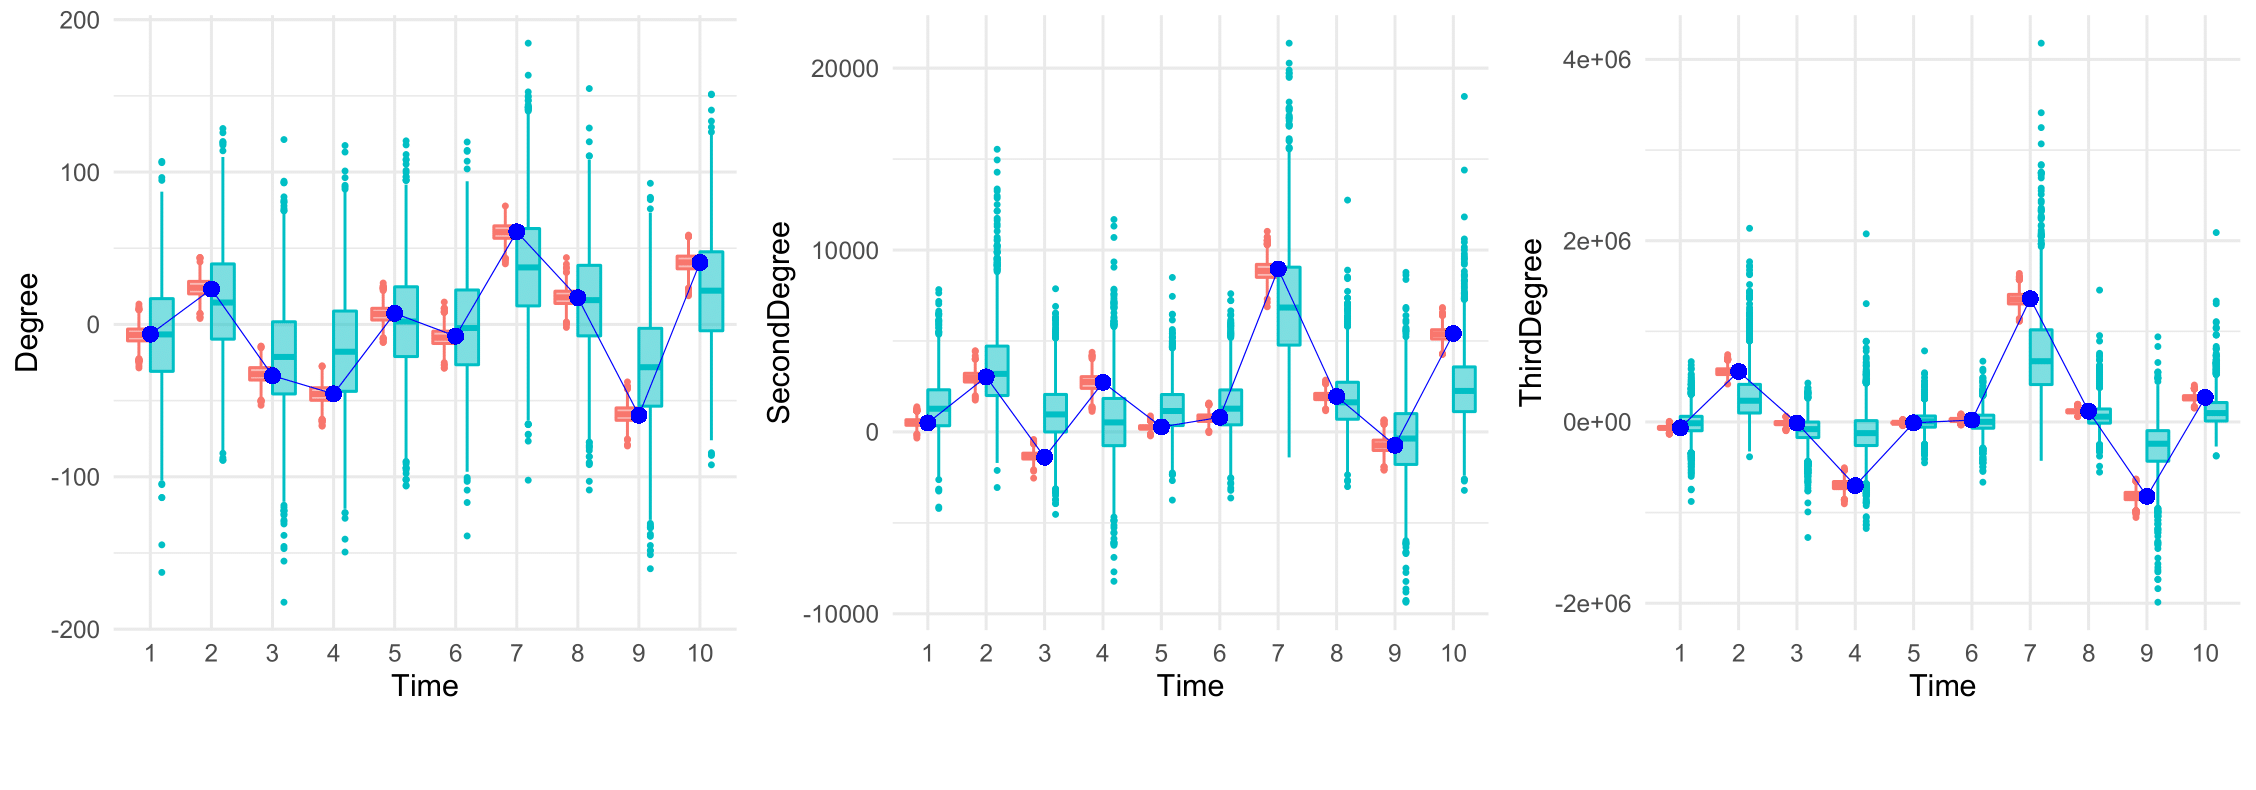 Degree
200
100
0
-100
-200
1 2 3 4 5 6 7 8 9 10
Time
SecondDegree
20000
10000
0
-10000
1 2 3 4 5 6 7 8 9 10
Time
ThirdDegree
4e+06
2e+06
0e+00
-2e+06
1 2 3 4 5 6 7 8 9 10
Time